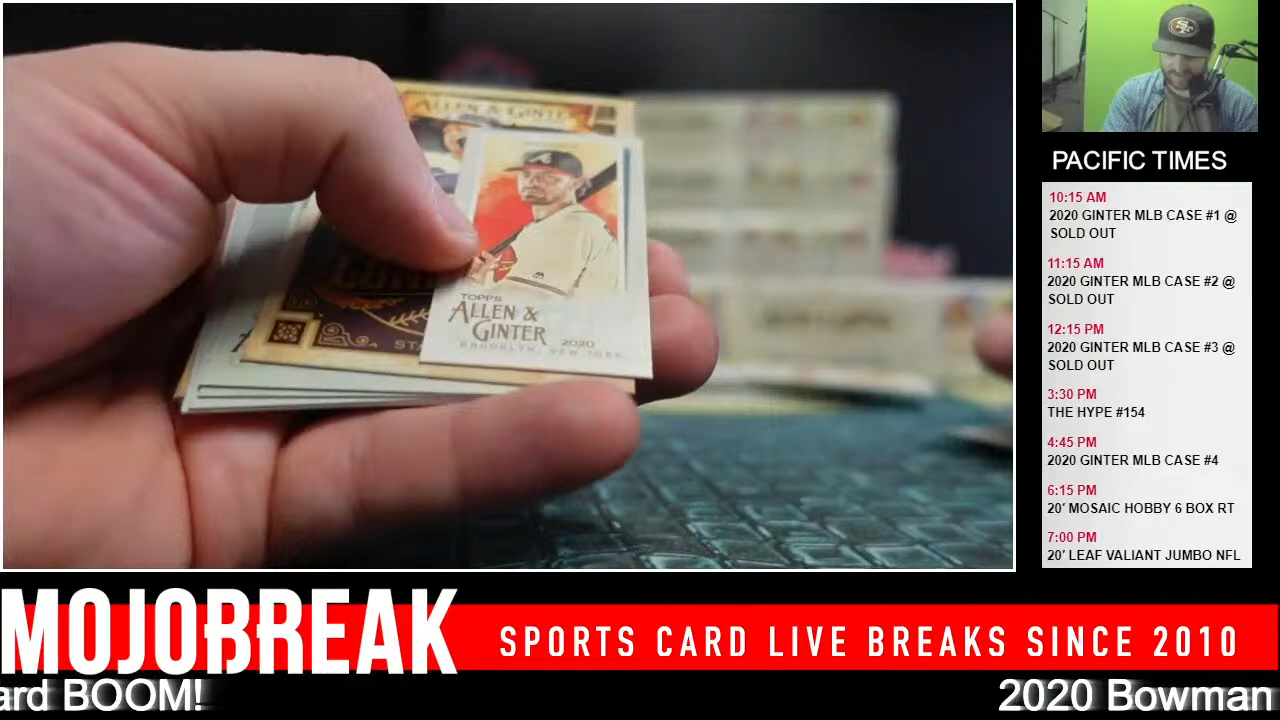 ALLEN & GINTER
TOPPS
ALLEN &
GINTER
2020
BROOKLYN, NEW YORK
STA
PACIFIC TIMES
10:15 AM
2020 GINTER MLB CASE #1 @
SOLD OUT
11:15 AM
2020 GINTER MLB CASE #2 @
SOLD OUT
12:15 PM
2020 GINTER MLB CASE #3 @
SOLD OUT
3:30 PM
THE HYPE #154
4:45 PM
2020 GINTER MLB CASE #4
6:15 PM
20' MOSAIC HOBBY 6 BOX RT
7:00 PM
20' LEAF VALIANT JUMBO NFL
MOJOBREAK
SPORTS CARD LIVE BREAKS SINCE 2010
ard BOOM!
2020 Bowman